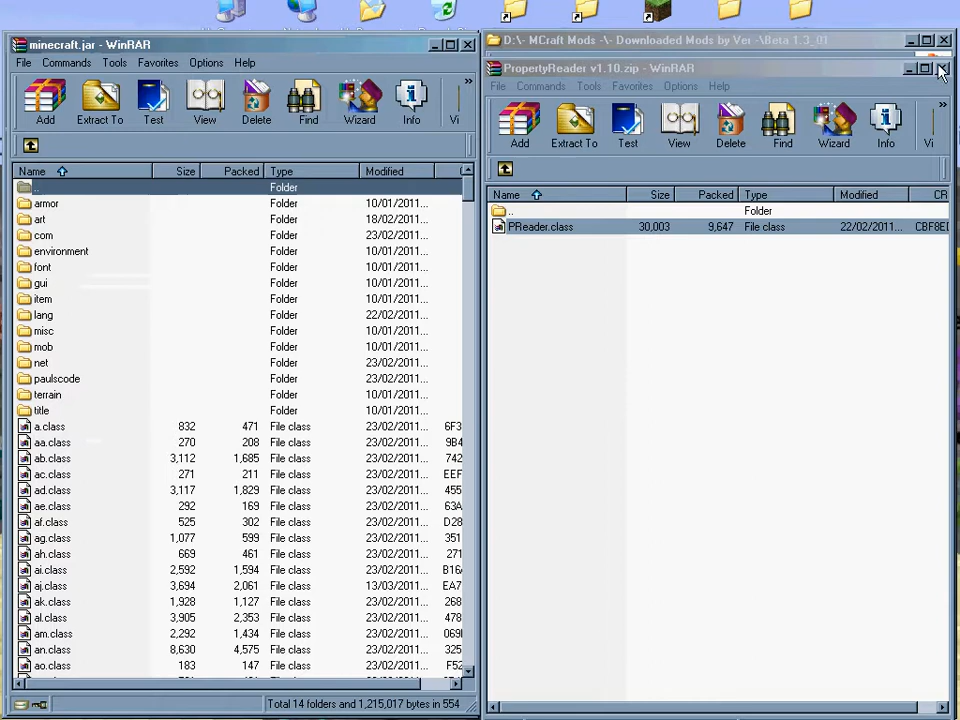 minecraft.jar - WinRAR
File Commands Tools Favorites Options Help
Add Extract To Test View Delete Find Wizard Info Vi
Name Size Packed Type Modified
.. Folder
armor Folder 10/01/2011...
art Folder 18/02/2011...
com Folder 23/02/2011...
environment Folder 10/01/2011...
font Folder 10/01/2011...
gui Folder 10/01/2011...
item Folder 10/01/2011...
lang Folder 22/02/2011...
misc Folder 10/01/2011...
mob Folder 10/01/2011...
net Folder 23/02/2011...
paulscode Folder 23/02/2011...
terrain Folder 10/01/2011...
title Folder 10/01/2011...
a.class 832 471 File class 23/02/2011... 6F3
aa.class 270 208 File class 23/02/2011... 9B4
ab.class 3,112 1,685 File class 23/02/2011... 742
ac.class 271 211 File class 23/02/2011... EEF
ad.class 3,117 1,829 File class 23/02/2011... 455
ae.class 292 169 File class 23/02/2011... 63A
af.class 525 302 File class 23/02/2011... D28
ag.class 1,077 599 File class 23/02/2011... 351
ah.class 669 461 File class 23/02/2011... 271
ai.class 2,592 1,594 File class 23/02/2011... B16
aj.class 3,694 2,061 File class 13/03/2011... EA7
ak.class 1,928 1,127 File class 23/02/2011... 268
al.class 3,905 2,353 File class 23/02/2011... 478
am.class 2,292 1,434 File class 23/02/2011... 069
an.class 8,630 4,575 File class 23/02/2011... 325
ao.class 183 147 File class 23/02/2011... F52
Total 14 folders and 1,215,017 bytes in 554
D:\- MCraft Mods -\- Downloaded Mods by Ver -\Beta 1.3_01
PropertyReader v1.10.zip - WinRAR
File Commands Tools Favorites Options Help
Add Extract To Test View Delete Find Wizard Info Vi
Name Size Packed Type Modified CR
.. Folder
PReader.class 30,003 9,647 File class 22/02/2011... CBF8E